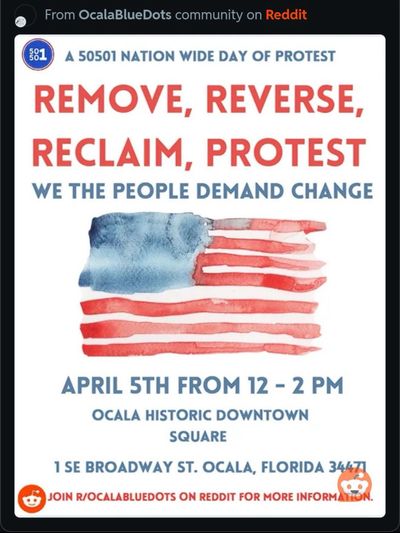 From OcalaBlueDots community on Reddit
50
50 1
A 50501 NATION WIDE DAY OF PROTEST
REMOVE, REVERSE,
RECLAIM, PROTEST
WE THE PEOPLE DEMAND CHANGE
APRIL 5TH FROM 12 - 2 PM
OCALA HISTORIC DOWNTOWN
SQUARE
1 SE BROADWAY ST. OCALA, FLORIDA 34471
JOIN R/OCALABLUEDOTS ON REDDIT FOR MORE INFORMATION.